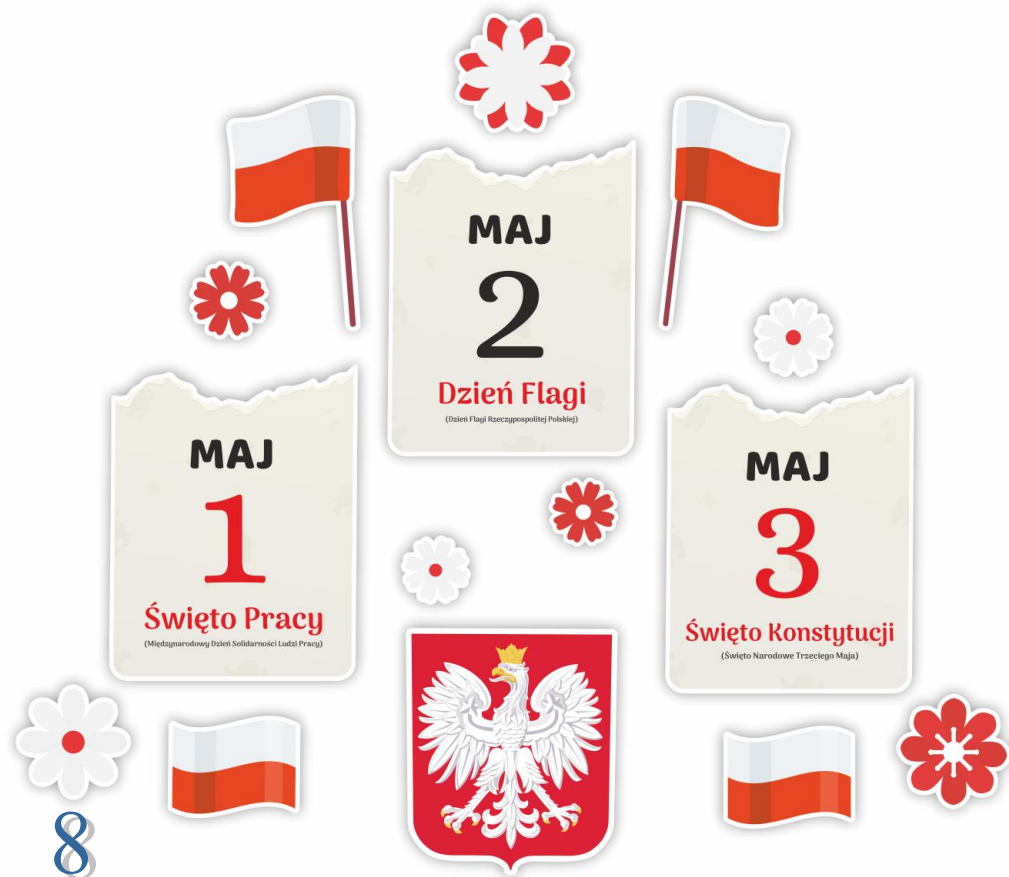 MAJ
2
Dzień Flagi
(Dzień Flagi Rzeczypospolitej Polskiej)
MAJ
1
Święto Pracy
(Międzynarodowy Dzień Solidarności Ludzi Pracy)
MAJ
3
Święto Konstytucji
(Święto Narodowe Trzeciego Maja)
8